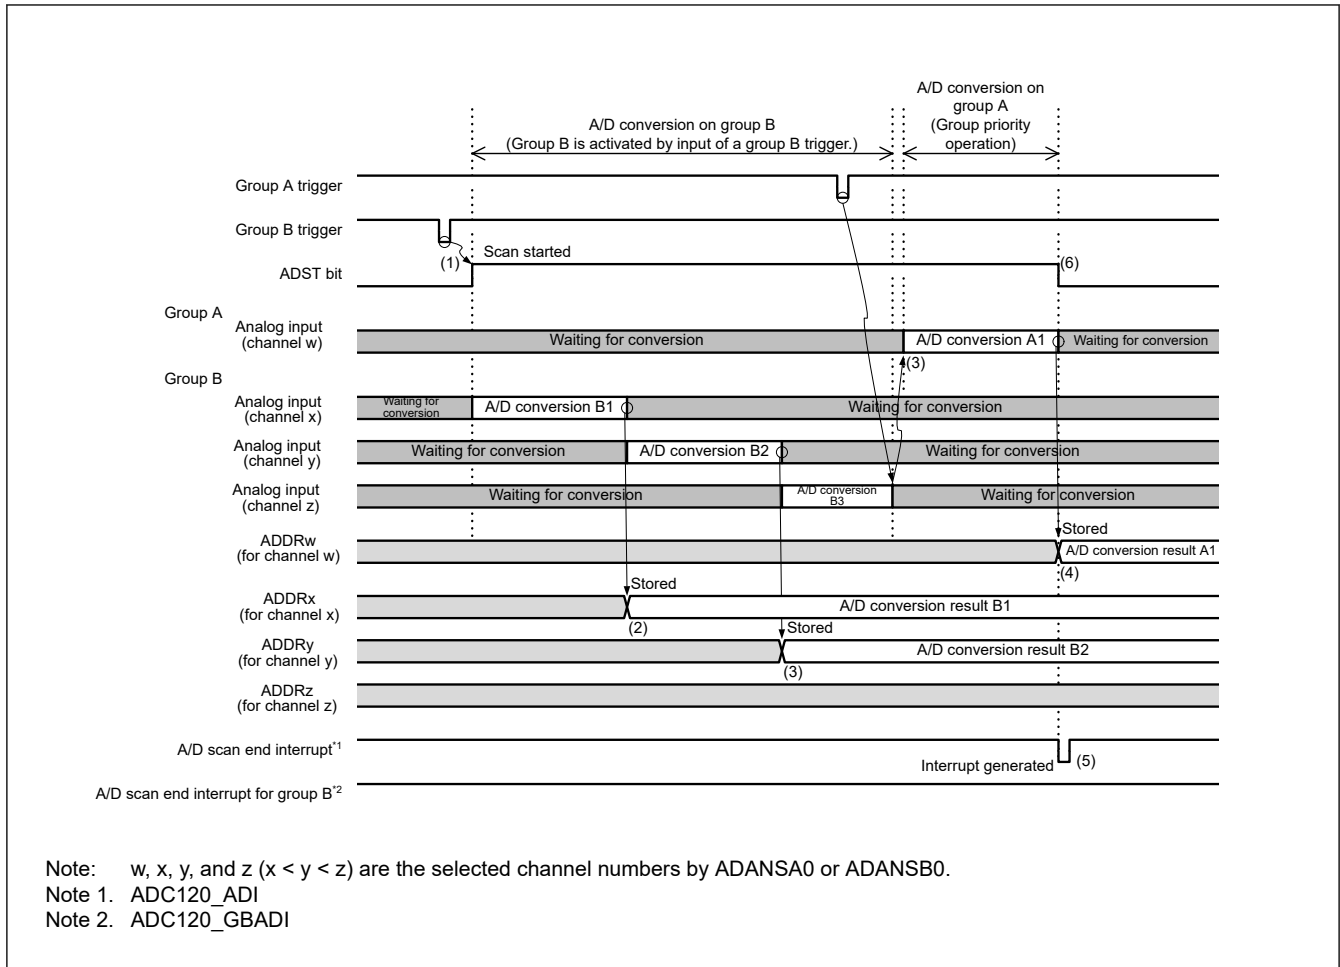 A/D conversion on
group A
(Group priority
operation)
A/D conversion on group B
(Group B is activated by input of a group B trigger.)
Group A trigger
Group B trigger
(1)
Scan started
ADST bit
(6)
Group A
Analog input
(channel w)
Waiting for conversion
A/D conversion A1
Waiting for conversion
(3)
Group B
Analog input
(channel x)
Waiting for
conversion
A/D conversion B1
Waiting for conversion
Analog input
(channel y)
Waiting for conversion
A/D conversion B2
Waiting for conversion
Analog input
(channel z)
Waiting for conversion
A/D conversion
B3
Waiting for conversion
Stored
ADDRw
(for channel w)
A/D conversion result A1
(4)
Stored
ADDRx
(for channel x)
A/D conversion result B1
(2)
Stored
ADDRy
(for channel y)
A/D conversion result B2
(3)
ADDRz
(for channel z)
A/D scan end interrupt*1
Interrupt generated
(5)
A/D scan end interrupt for group B*2
Note: w, x, y, and z (x < y < z) are the selected channel numbers by ADANSA0 or ADANSB0.
Note 1. ADC120_ADI
Note 2. ADC120_GBADI